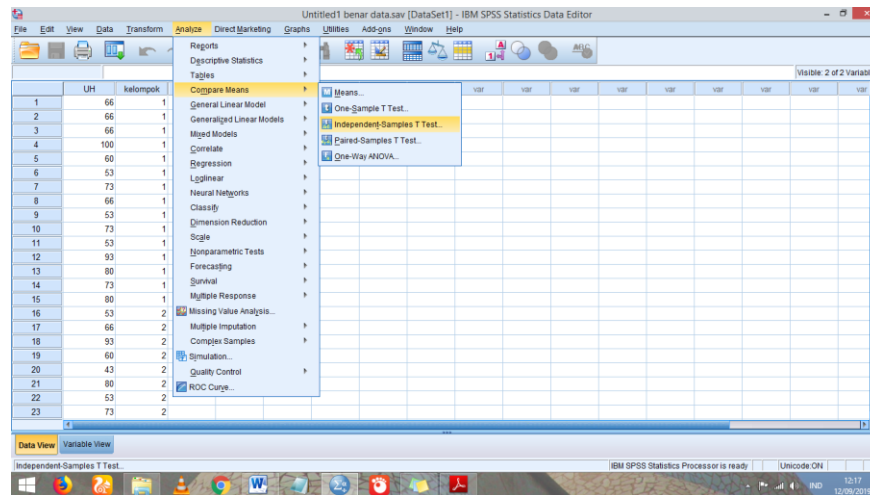 Untitled1 benar data.sav [DataSet1] - IBM SPSS Statistics Data Editor
File Edit View Data Transform Analyze Direct Marketing Graphs Utilities Add-ons Window Help
Visible: 2 of 2 Variabl
UH kelompok var var var var var var var var var
Reports
Descriptive Statistics
Tables
Compare Means
General Linear Model
Generalized Linear Models
Mixed Models
Correlate
Regression
Loglinear
Neural Networks
Classify
Dimension Reduction
Scale
Nonparametric Tests
Forecasting
Survival
Multiple Response
Missing Value Analysis...
Multiple Imputation
Complex Samples
Simulation...
Quality Control
ROC Curve...
Means...
One-Sample T Test...
Independent-Samples T Test...
Paired-Samples T Test...
One-Way ANOVA...
1 66 1
2 66 1
3 66 1
4 100 1
5 60 1
6 53 1
7 73 1
8 66 1
9 53 1
10 73 1
11 53 1
12 93 1
13 80 1
14 73 1
15 80 1
16 53 2
17 66 2
18 93 2
19 60 2
20 43 2
21 80 2
22 53 2
23 73 2
Data View Variable View
Independent-Samples T Test...
IBM SPSS Statistics Processor is ready Unicode:ON
IND 12:17
12/09/2019